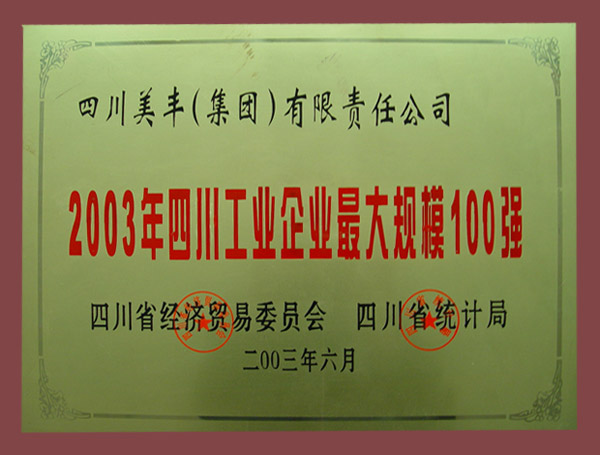 四川美丰(集团)有限责任公司
2003年四川工业企业最大规模100强
四川省经济贸易委员会 四川省统计局
二00三年六月